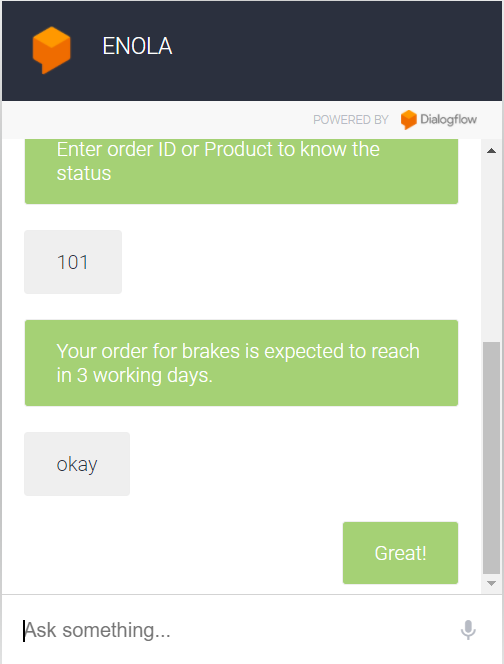 ENOLA
POWERED BY Dialogflow
Enter order ID or Product to know the
status
101
Your order for brakes is expected to reach
in 3 working days.
okay
Great!
Ask something...